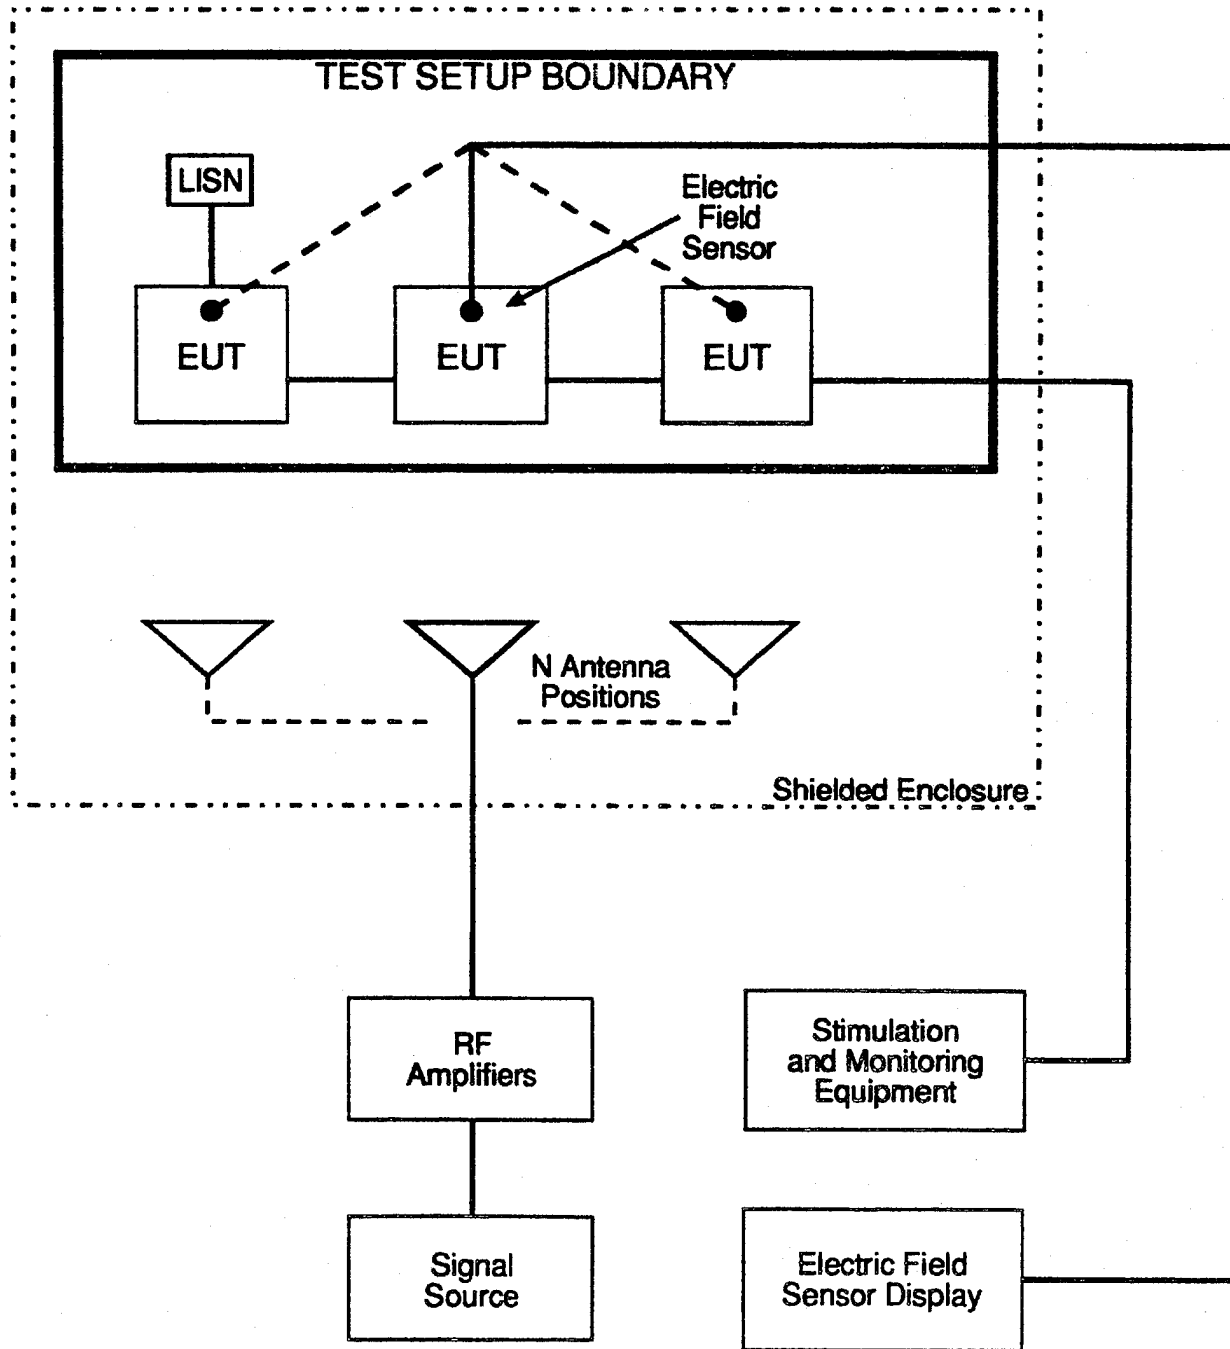 TEST SETUP BOUNDARY
LISN
Electric
Field
Sensor
EUT
EUT
EUT
N Antenna
Positions
Shielded Enclosure
RF
Amplifiers
Stimulation
and Monitoring
Equipment
Signal
Source
Electric Field
Sensor Display